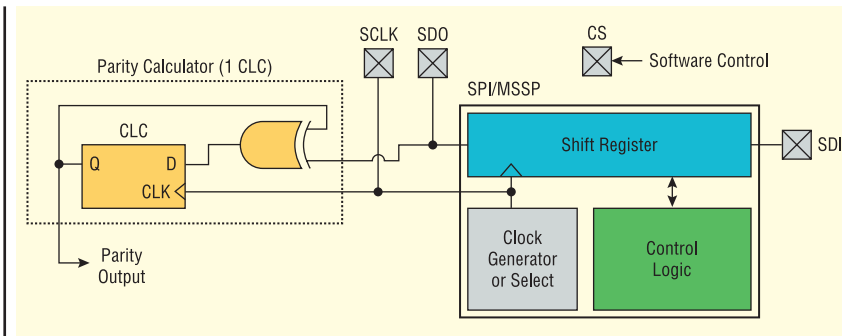 SCLK
SDO
CS
Software Control
Parity Calculator (1 CLC)
SPI/MSSP
CLC
Q
D
CLK
Shift Register
SDI
Parity
Output
Clock
Generator
or Select
Control
Logic